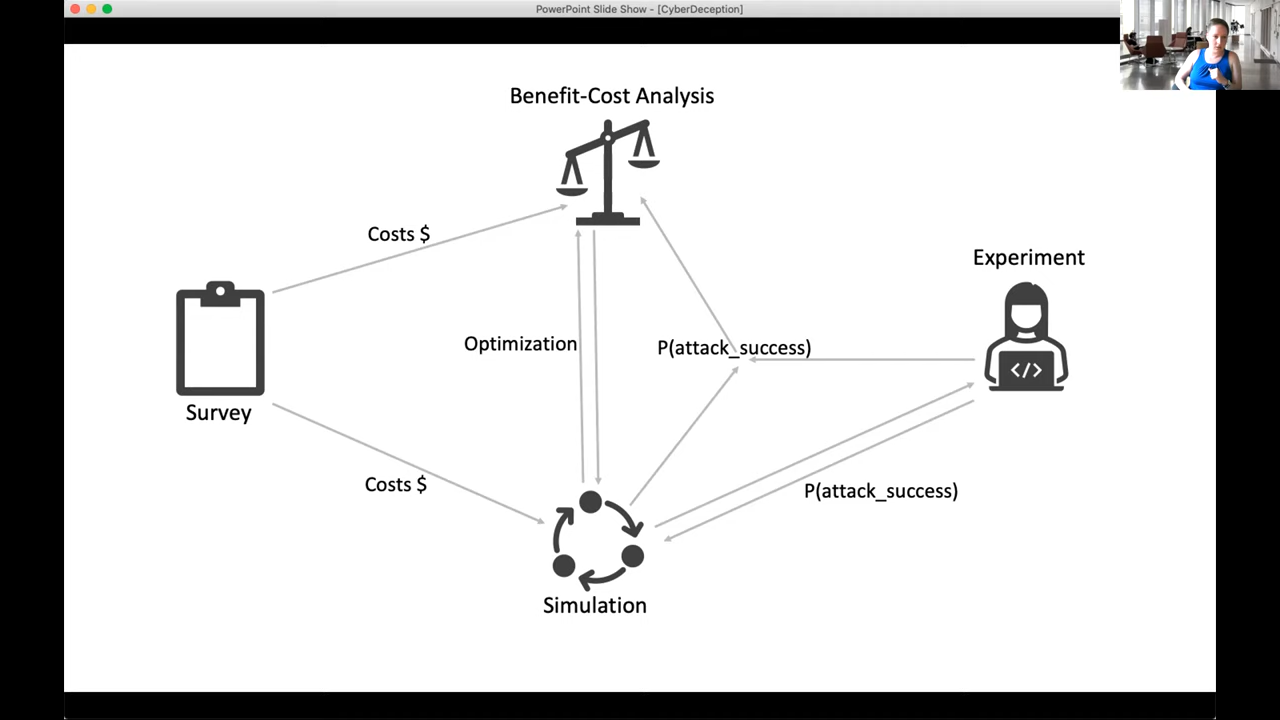 PowerPoint Slide Show - [CyberDeception]
Benefit-Cost Analysis
Costs $
Experiment
Optimization
P(attack_success)
</>
Survey
Costs $
P(attack_success)
Simulation